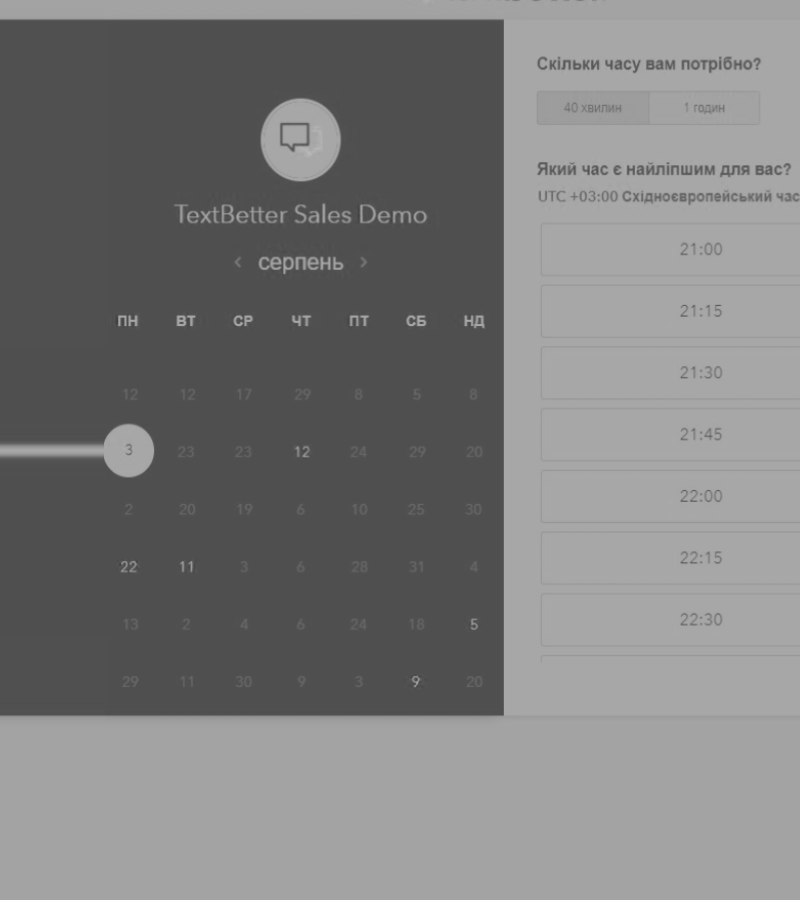 TextBetter Sales Demo
‹ серпень ›
ПН ВТ СР ЧТ ПТ СБ НД
12 12 17 29 8 5 8
3 23 23 12 24 29 20
2 20 19 6 10 25 30
22 11 3 6 28 31 4
13 2 4 6 24 18 5
29 11 30 9 3 9 20
Скільки часу вам потрібно?
40 хвилин 1 годин
Який час є найліпшим для вас?
UTC +03:00 Східноєвропейський час
21:00
21:15
21:30
21:45
22:00
22:15
22:30